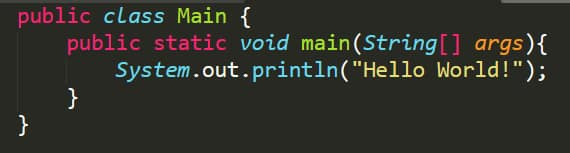 public class Main {
    public static void main(String[] args){
        System.out.println("Hello World!");
    }
}